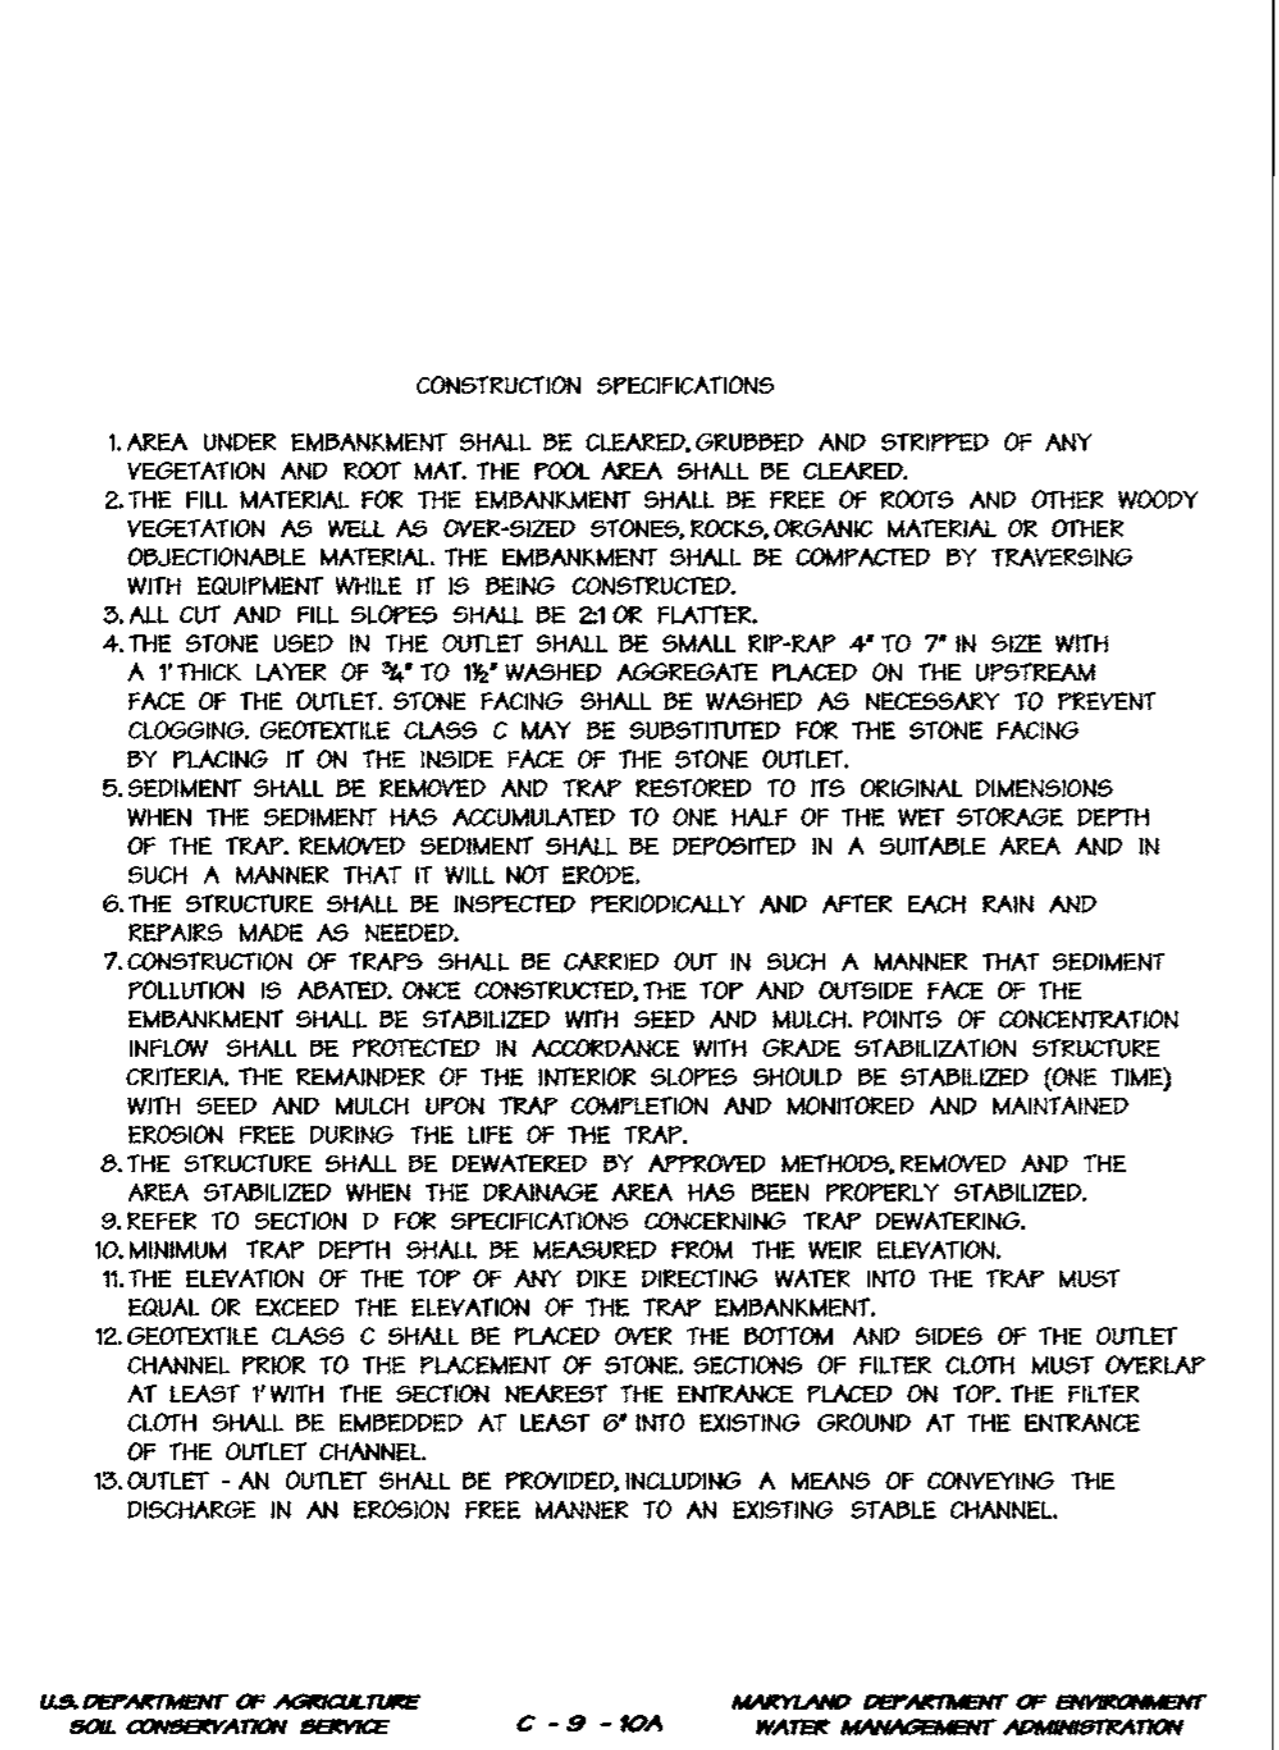 CONSTRUCTION SPECIFICATIONS
1. AREA UNDER EMBANKMENT SHALL BE CLEARED, GRUBBED AND STRIPPED OF ANY
VEGETATION AND ROOT MAT. THE POOL AREA SHALL BE CLEARED.
2. THE FILL MATERIAL FOR THE EMBANKMENT SHALL BE FREE OF ROOTS AND OTHER WOODY
VEGETATION AS WELL AS OVER-SIZED STONES, ROCKS, ORGANIC MATERIAL OR OTHER
OBJECTIONABLE MATERIAL. THE EMBANKMENT SHALL BE COMPACTED BY TRAVERSING
WITH EQUIPMENT WHILE IT IS BEING CONSTRUCTED.
3. ALL CUT AND FILL SLOPES SHALL BE 2:1 OR FLATTER.
4. THE STONE USED IN THE OUTLET SHALL BE SMALL RIP-RAP 4" TO 7" IN SIZE WITH
A 1' THICK LAYER OF ¾" TO 1½" WASHED AGGREGATE PLACED ON THE UPSTREAM
FACE OF THE OUTLET. STONE FACING SHALL BE WASHED AS NECESSARY TO PREVENT
CLOGGING. GEOTEXTILE CLASS C MAY BE SUBSTITUTED FOR THE STONE FACING
BY PLACING IT ON THE INSIDE FACE OF THE STONE OUTLET.
5. SEDIMENT SHALL BE REMOVED AND TRAP RESTORED TO ITS ORIGINAL DIMENSIONS
WHEN THE SEDIMENT HAS ACCUMULATED TO ONE HALF OF THE WET STORAGE DEPTH
OF THE TRAP. REMOVED SEDIMENT SHALL BE DEPOSITED IN A SUITABLE AREA AND IN
SUCH A MANNER THAT IT WILL NOT ERODE.
6. THE STRUCTURE SHALL BE INSPECTED PERIODICALLY AND AFTER EACH RAIN AND
REPAIRS MADE AS NEEDED.
7. CONSTRUCTION OF TRAPS SHALL BE CARRIED OUT IN SUCH A MANNER THAT SEDIMENT
POLLUTION IS ABATED. ONCE CONSTRUCTED, THE TOP AND OUTSIDE FACE OF THE
EMBANKMENT SHALL BE STABILIZED WITH SEED AND MULCH. POINTS OF CONCENTRATION
INFLOW SHALL BE PROTECTED IN ACCORDANCE WITH GRADE STABILIZATION STRUCTURE
CRITERIA. THE REMAINDER OF THE INTERIOR SLOPES SHOULD BE STABILIZED (ONE TIME)
WITH SEED AND MULCH UPON TRAP COMPLETION AND MONITORED AND MAINTAINED
EROSION FREE DURING THE LIFE OF THE TRAP.
8. THE STRUCTURE SHALL BE DEWATERED BY APPROVED METHODS, REMOVED AND THE
AREA STABILIZED WHEN THE DRAINAGE AREA HAS BEEN PROPERLY STABILIZED.
9. REFER TO SECTION D FOR SPECIFICATIONS CONCERNING TRAP DEWATERING.
10. MINIMUM TRAP DEPTH SHALL BE MEASURED FROM THE WEIR ELEVATION.
11. THE ELEVATION OF THE TOP OF ANY DIKE DIRECTING WATER INTO THE TRAP MUST
EQUAL OR EXCEED THE ELEVATION OF THE TRAP EMBANKMENT.
12. GEOTEXTILE CLASS C SHALL BE PLACED OVER THE BOTTOM AND SIDES OF THE OUTLET
CHANNEL PRIOR TO THE PLACEMENT OF STONE. SECTIONS OF FILTER CLOTH MUST OVERLAP
AT LEAST 1' WITH THE SECTION NEAREST THE ENTRANCE PLACED ON TOP. THE FILTER
CLOTH SHALL BE EMBEDDED AT LEAST 6" INTO EXISTING GROUND AT THE ENTRANCE
OF THE OUTLET CHANNEL.
13. OUTLET - AN OUTLET SHALL BE PROVIDED, INCLUDING A MEANS OF CONVEYING THE
DISCHARGE IN AN EROSION FREE MANNER TO AN EXISTING STABLE CHANNEL.
U.S. DEPARTMENT OF AGRICULTURE
SOIL CONSERVATION SERVICE
C - 9 - 10A
MARYLAND DEPARTMENT OF ENVIRONMENT
WATER MANAGEMENT ADMINISTRATION